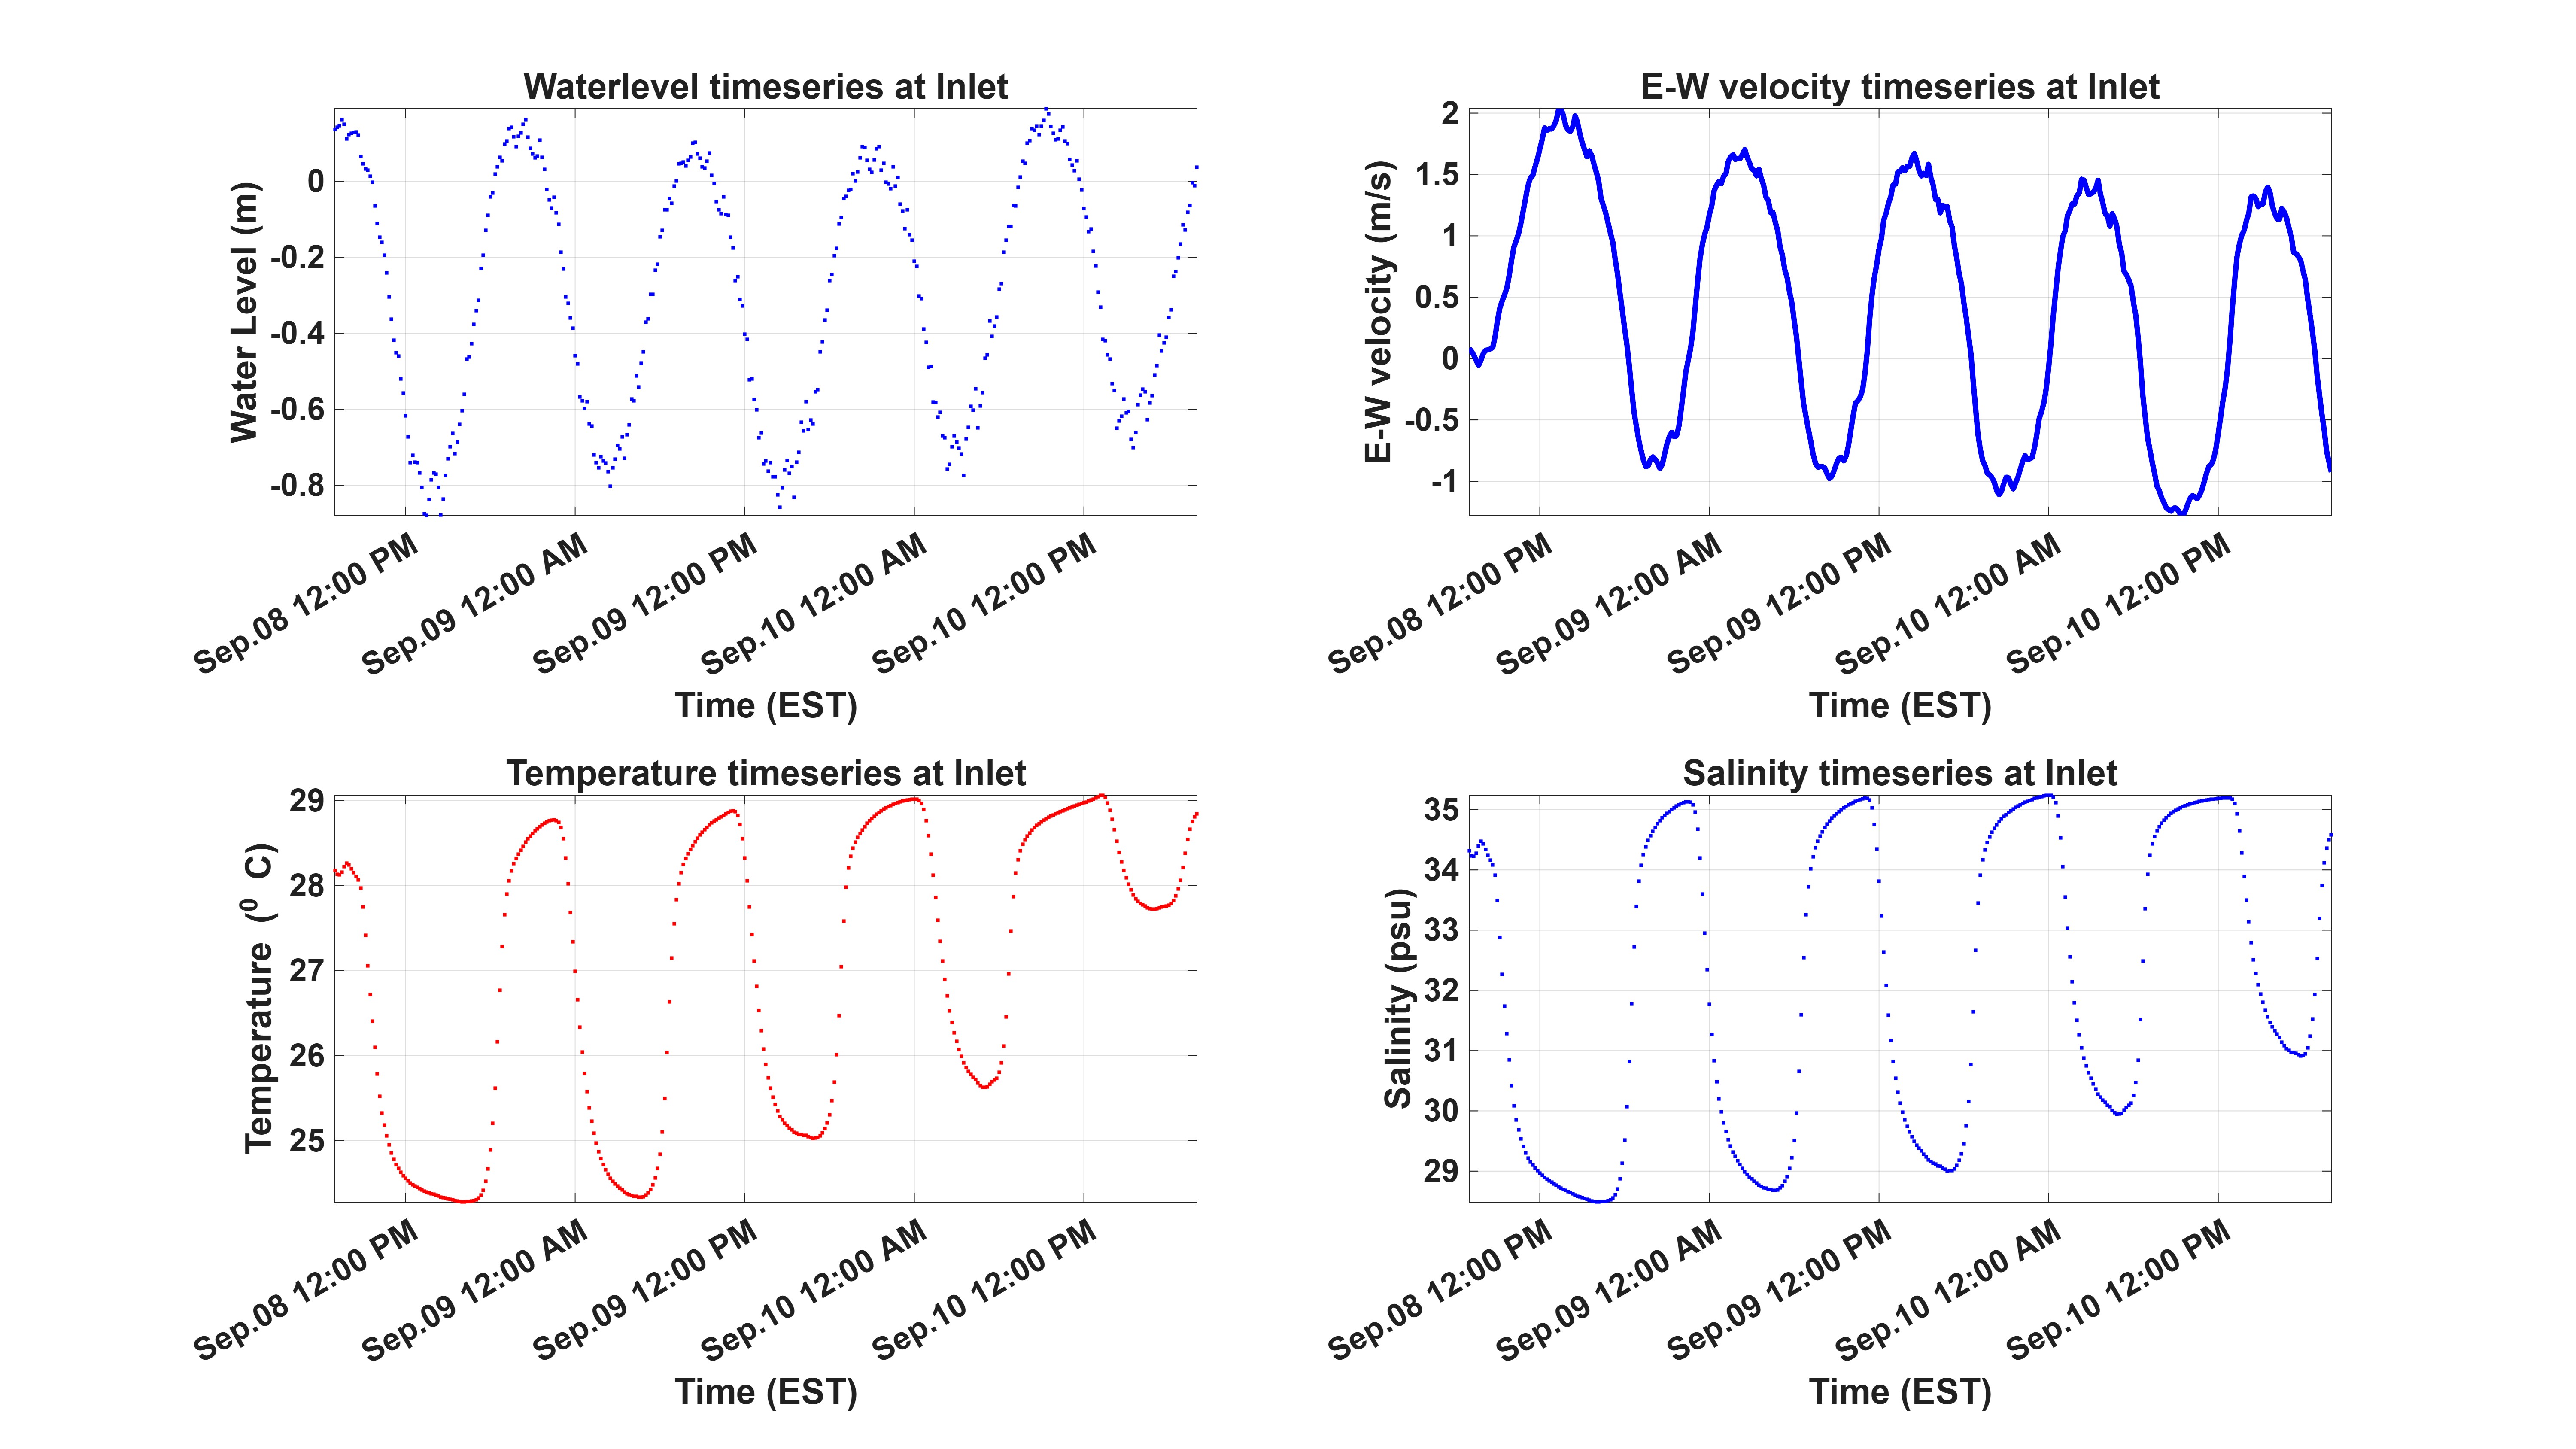 Waterlevel timeseries at Inlet
Water Level (m)
0
-0.2
-0.4
-0.6
-0.8
Sep.08 12:00 PM
Sep.09 12:00 AM
Sep.09 12:00 PM
Sep.10 12:00 AM
Sep.10 12:00 PM
Time (EST)
E-W velocity timeseries at Inlet
E-W velocity (m/s)
2
1.5
1
0.5
0
-0.5
-1
Sep.08 12:00 PM
Sep.09 12:00 AM
Sep.09 12:00 PM
Sep.10 12:00 AM
Sep.10 12:00 PM
Time (EST)
Temperature timeseries at Inlet
Temperature (⁰ C)
29
28
27
26
25
Sep.08 12:00 PM
Sep.09 12:00 AM
Sep.09 12:00 PM
Sep.10 12:00 AM
Sep.10 12:00 PM
Time (EST)
Salinity timeseries at Inlet
Salinity (psu)
35
34
33
32
31
30
29
Sep.08 12:00 PM
Sep.09 12:00 AM
Sep.09 12:00 PM
Sep.10 12:00 AM
Sep.10 12:00 PM
Time (EST)